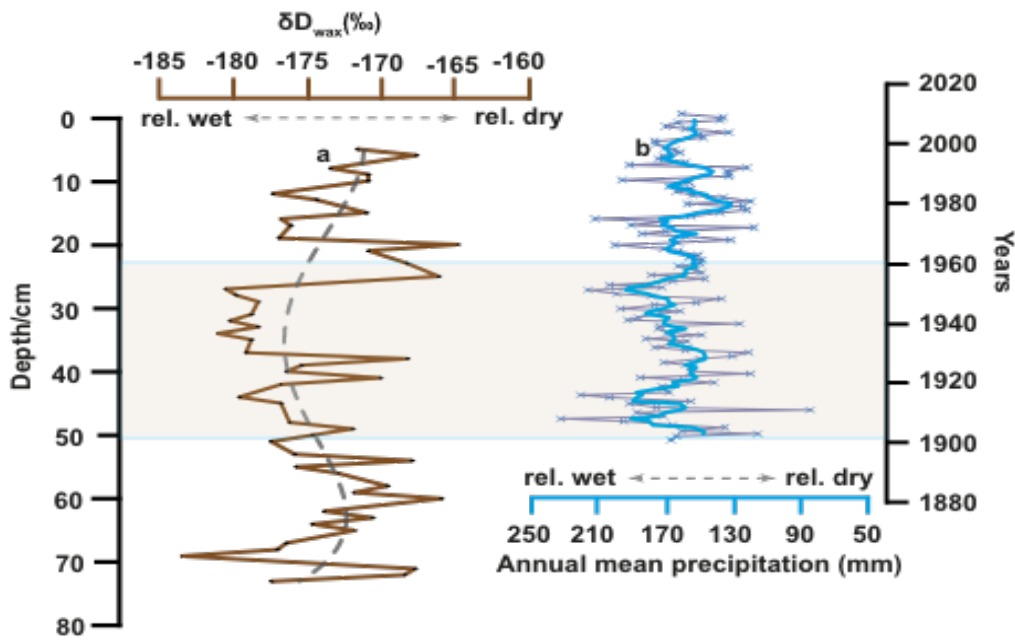 δDwax(‰)
-185 -180 -175 -170 -165 -160
rel. wet rel. dry
a
0
10
20
30
40
50
60
70
80
Depth/cm
b
2020
2000
1980
1960
1940
1920
1900
1880
Years
rel. wet rel. dry
250 210 170 130 90 50
Annual mean precipitation (mm)